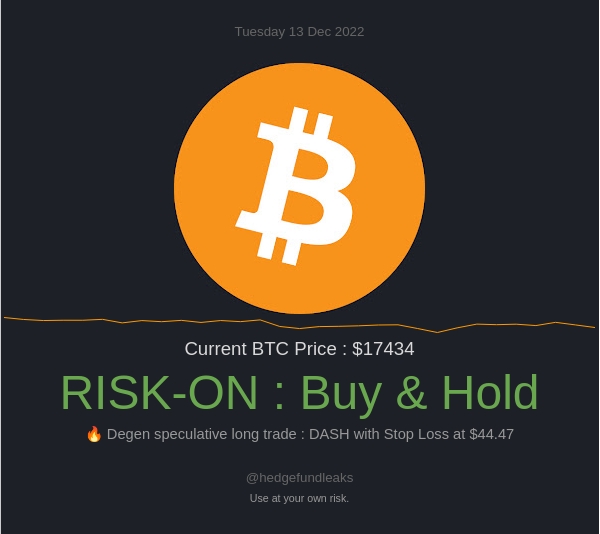 Tuesday 13 Dec 2022
Current BTC Price : $17434
RISK-ON : Buy & Hold
🔥 Degen speculative long trade : DASH with Stop Loss at $44.47
@hedgefundleaks
Use at your own risk.